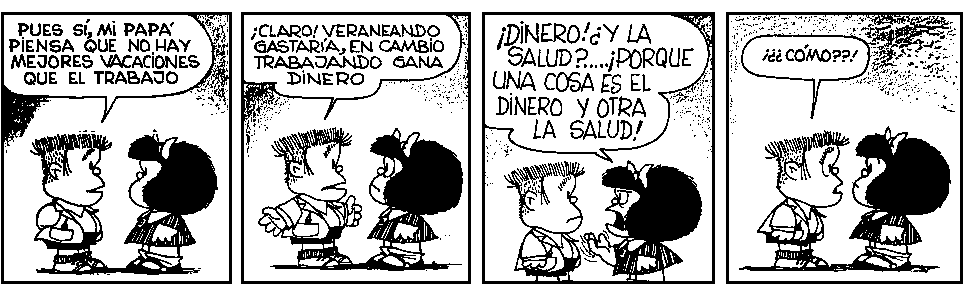 PUES SÍ, MI PAPÁ
PIENSA QUE NO HAY
MEJORES VACACIONES
QUE EL TRABAJO
¡CLARO! VERANEANDO
GASTARÍA, EN CAMBIO
TRABAJANDO GANA
DINERO
¡DINERO! ¿Y LA
SALUD?....¡PORQUE
UNA COSA ES EL
DINERO Y OTRA
LA SALUD!
¡¿¿CÓMO??!